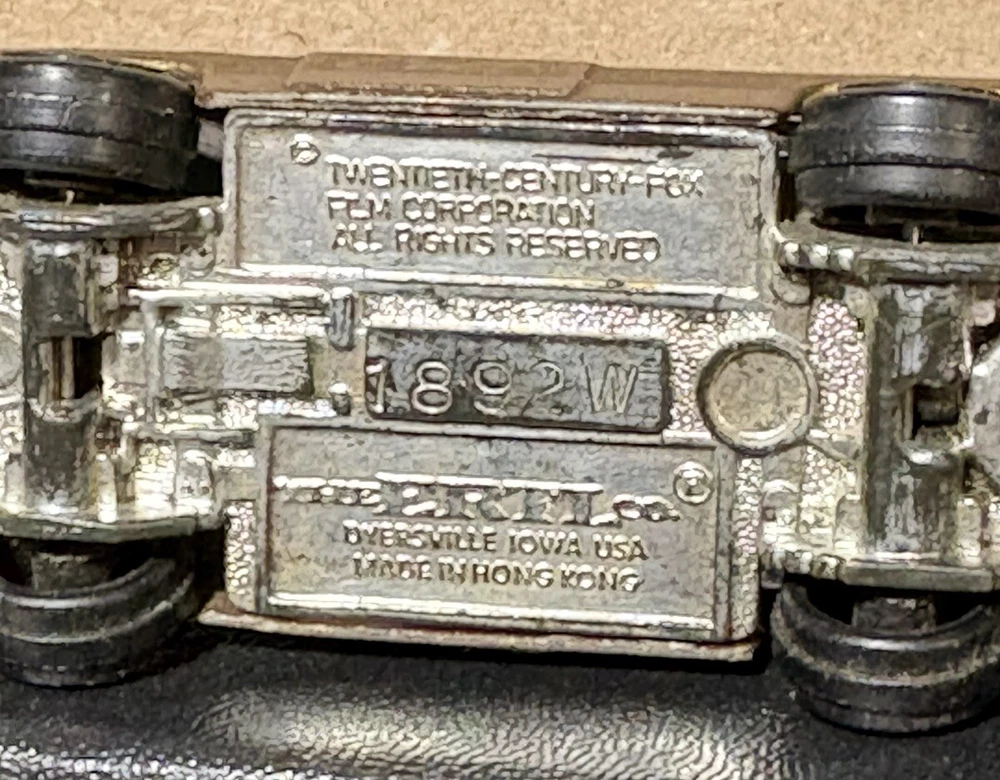 © TWENTIETH-CENTURY-FOX
FILM CORPORATION
ALL RIGHTS RESERVED
1892W
THE ERTL CO.
DYERSVILLE IOWA USA
MADE IN HONG KONG